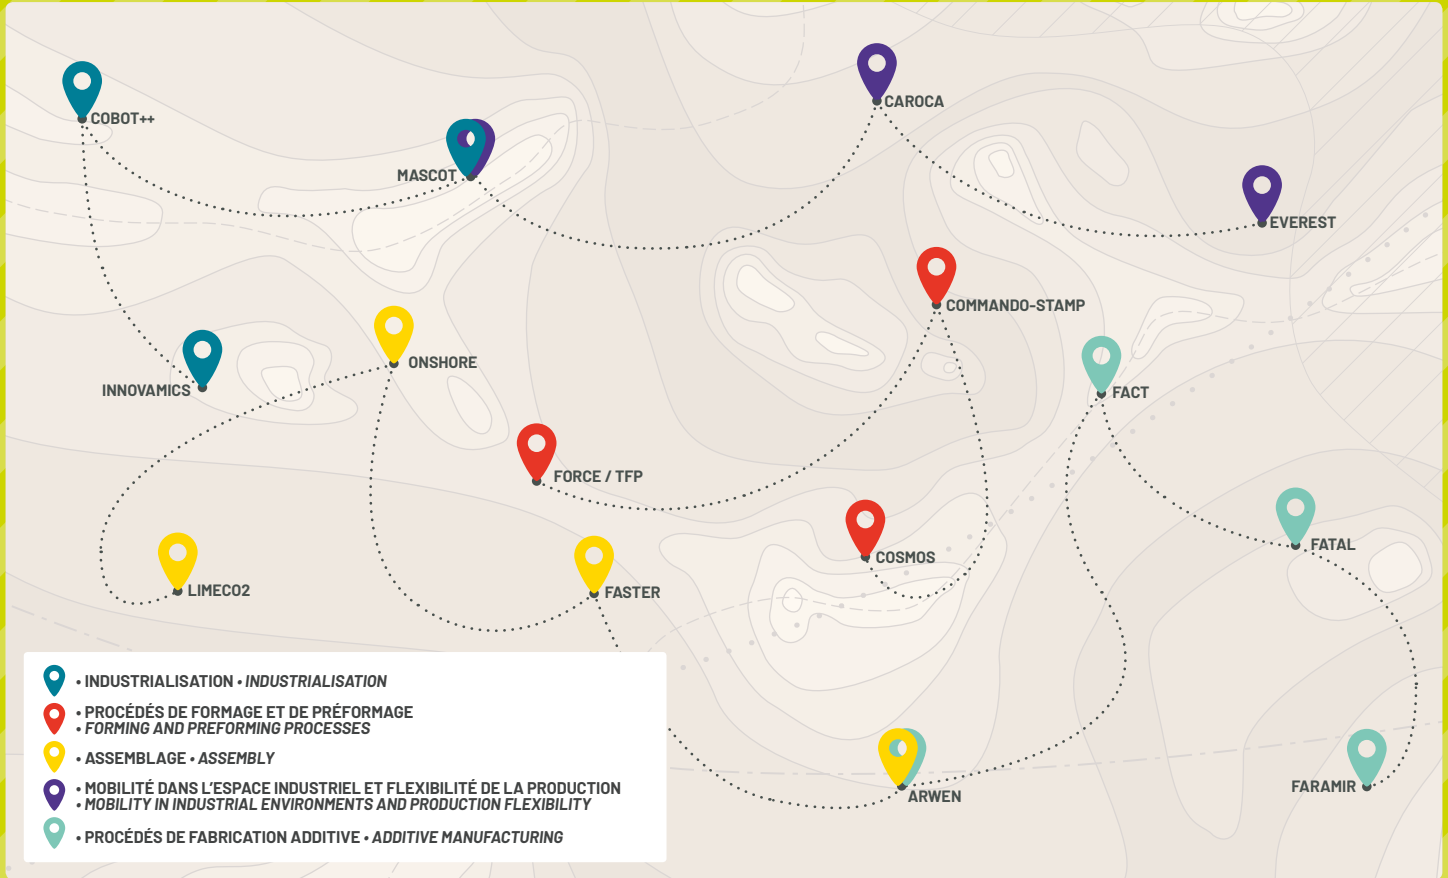 COBOT++
MASCOT
CAROCA
EVEREST
COMMANDO-STAMP
INNOVAMICS
ONSHORE
FACT
FORCE / TFP
COSMOS
FATAL
LIMECO2
FASTER
ARWEN
FARAMIR
• INDUSTRIALISATION • INDUSTRIALISATION
• PROCÉDÉS DE FORMAGE ET DE PRÉFORMAGE
• FORMING AND PREFORMING PROCESSES
• ASSEMBLAGE • ASSEMBLY
• MOBILITÉ DANS L'ESPACE INDUSTRIEL ET FLEXIBILITÉ DE LA PRODUCTION
• MOBILITY IN INDUSTRIAL ENVIRONMENTS AND PRODUCTION FLEXIBILITY
• PROCÉDÉS DE FABRICATION ADDITIVE • ADDITIVE MANUFACTURING